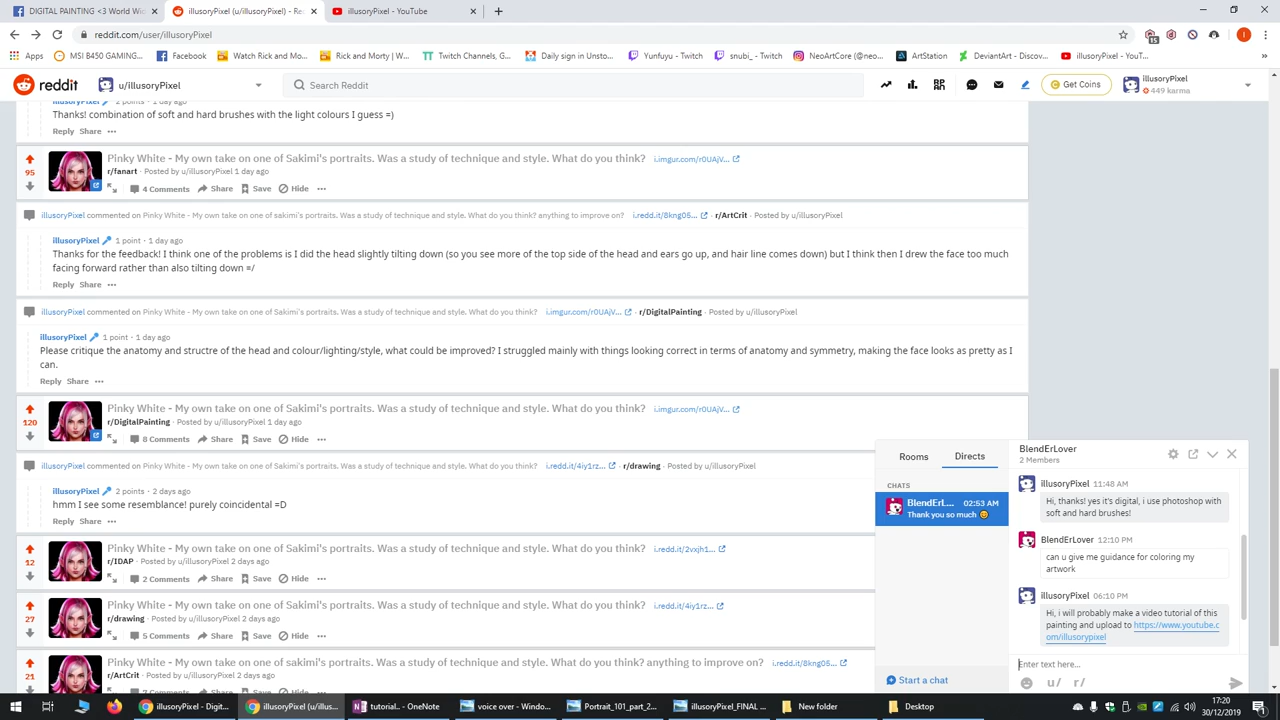 DIGITAL PAINTING <3 World Wi
illusoryPixel (u/illusoryPixel) - Re
illusoryPixel - YouTube
reddit.com/user/illusoryPixel
15
I
Apps
MSI B450 GAMING...
Facebook
Watch Rick and Mo...
Rick and Morty | W...
TT Twitch Channels, G...
Daily sign in - Unsto...
Yunfuyu - Twitch
snubi_ - Twitch
NeoArtCore (@neo...
ArtStation
DeviantArt - Discov...
illusoryPixel - YouT...
»
reddit
u/illusoryPixel
Search Reddit
Get Coins
illusoryPixel
449 karma
illusoryPixel 2 points · 1 day ago
Thanks! combination of soft and hard brushes with the light colours I guess =)
Reply Share ···
95
Pinky White - My own take on one of Sakimi's portraits. Was a study of technique and style. What do you think? i.imgur.com/r0UAjV...
r/fanart · Posted by u/illusoryPixel 1 day ago
4 Comments Share Save Hide ···
illusoryPixel commented on Pinky White - My own take on one of sakimi's portraits. Was a study of technique and style. What do you think? anything to improve on? i.redd.it/8kng05... · r/ArtCrit · Posted by u/illusoryPixel
illusoryPixel 1 point · 1 day ago
Thanks for the feedback! I think one of the problems is I did the head slightly tilting down (so you see more of the top side of the head and ears go up, and hair line comes down) but I think then I drew the face too much
facing forward rather than also tilting down =/
Reply Share ···
illusoryPixel commented on Pinky White - My own take on one of Sakimi's portraits. Was a study of technique and style. What do you think? i.imgur.com/r0UAjV... · r/DigitalPainting · Posted by u/illusoryPixel
illusoryPixel 1 point · 1 day ago
Please critique the anatomy and structre of the head and colour/lighting/style, what could be improved? I struggled mainly with things looking correct in terms of anatomy and symmetry, making the face looks as pretty as I
can.
Reply Share ···
120
Pinky White - My own take on one of Sakimi's portraits. Was a study of technique and style. What do you think? i.imgur.com/r0UAjV...
r/DigitalPainting · Posted by u/illusoryPixel 1 day ago
8 Comments Share Save Hide ···
illusoryPixel commented on Pinky White - My own take on one of Sakimi's portraits. Was a study of technique and style. What do you think? i.redd.it/4iy1rz... · r/drawing · Posted by u/illusoryPixel
illusoryPixel 2 points · 2 days ago
hmm I see some resemblance! purely coincidental =D
Reply Share ···
12
Pinky White - My own take on one of Sakimi's portraits. Was a study of technique and style. What do you think? i.redd.it/2vxjh1...
r/IDAP · Posted by u/illusoryPixel 2 days ago
2 Comments Share Save Hide ···
27
Pinky White - My own take on one of Sakimi's portraits. Was a study of technique and style. What do you think? i.redd.it/4iy1rz...
r/drawing · Posted by u/illusoryPixel 2 days ago
5 Comments Share Save Hide ···
21
Pinky White - My own take on one of sakimi's portraits. Was a study of technique and style. What do you think? anything to improve on? i.redd.it/8kg05...
r/ArtCrit · Posted by u/illusoryPixel 2 days ago
Comments Share Save Hide ···
Rooms Directs
CHATS
BlendErL... 02:53 AM
Thank you so much 😊
Start a chat
BlendErLover
2 Members
illusoryPixel 11:48 AM
Hi, thanks! yes it's digital, i use photoshop with
soft and hard brushes!
BlendErLover 12:10 PM
can u give me guidance for coloring my
artwork
illusoryPixel 06:10 PM
Hi, i will probably make a video tutorial of this
painting and upload to https://www.youtube.c
om/illusorypixel
Enter text here...
u/ r/
illusoryPixel - Digit...
illusoryPixel (u/illus...
tutorial.. - OneNote
voice over - Windo...
Portrait_101_part_2...
illusoryPixel_FINAL ...
New folder
Desktop
17:20
30/12/2019